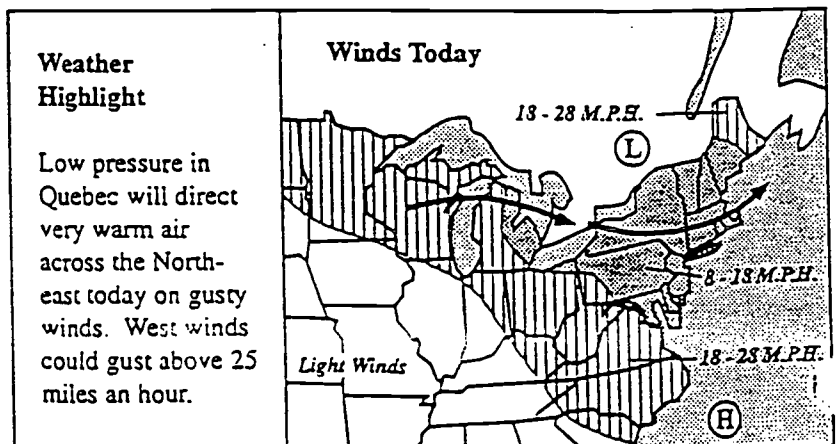 Weather
Highlight
Low pressure in
Quebec will direct
very warm air
across the North-
east today on gusty
winds. West winds
could gust above 25
miles an hour.
Winds Today
18 - 28 M.P.H.
L
8 - 18 M.P.H.
Light Winds
18 - 28 M.P.H.
H